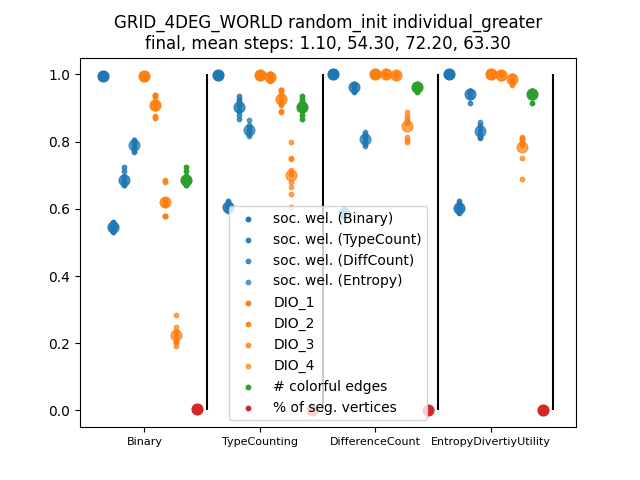 GRID_4DEG_WORLD random_init individual_greater
final, mean steps: 1.10, 54.30, 72.20, 63.30
1.0
0.8
0.6
0.4
0.2
0.0
soc. wel. (Binary)
soc. wel. (TypeCount)
soc. wel. (DiffCount)
soc. wel. (Entropy)
DIO_1
DIO_2
DIO_3
DIO_4
# colorful edges
% of seg. vertices
Binary
TypeCounting
DifferenceCount
EntropyDivertiyUtility